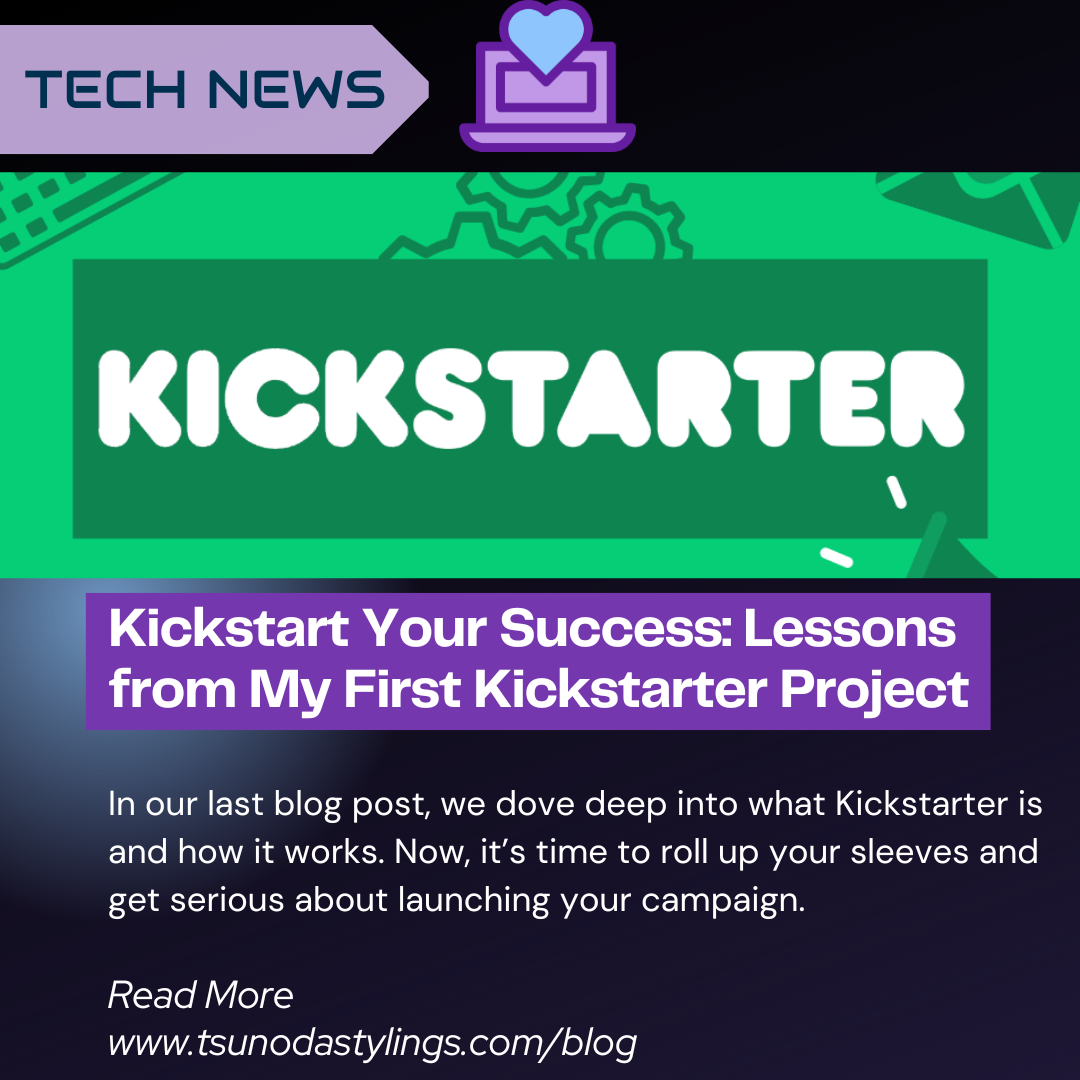 TECH NEWS
KICKSTARTER
Kickstart Your Success: Lessons
from My First Kickstarter Project
In our last blog post, we dove deep into what Kickstarter is
and how it works. Now, it’s time to roll up your sleeves and
get serious about launching your campaign.
Read More
www.tsunodastylings.com/blog